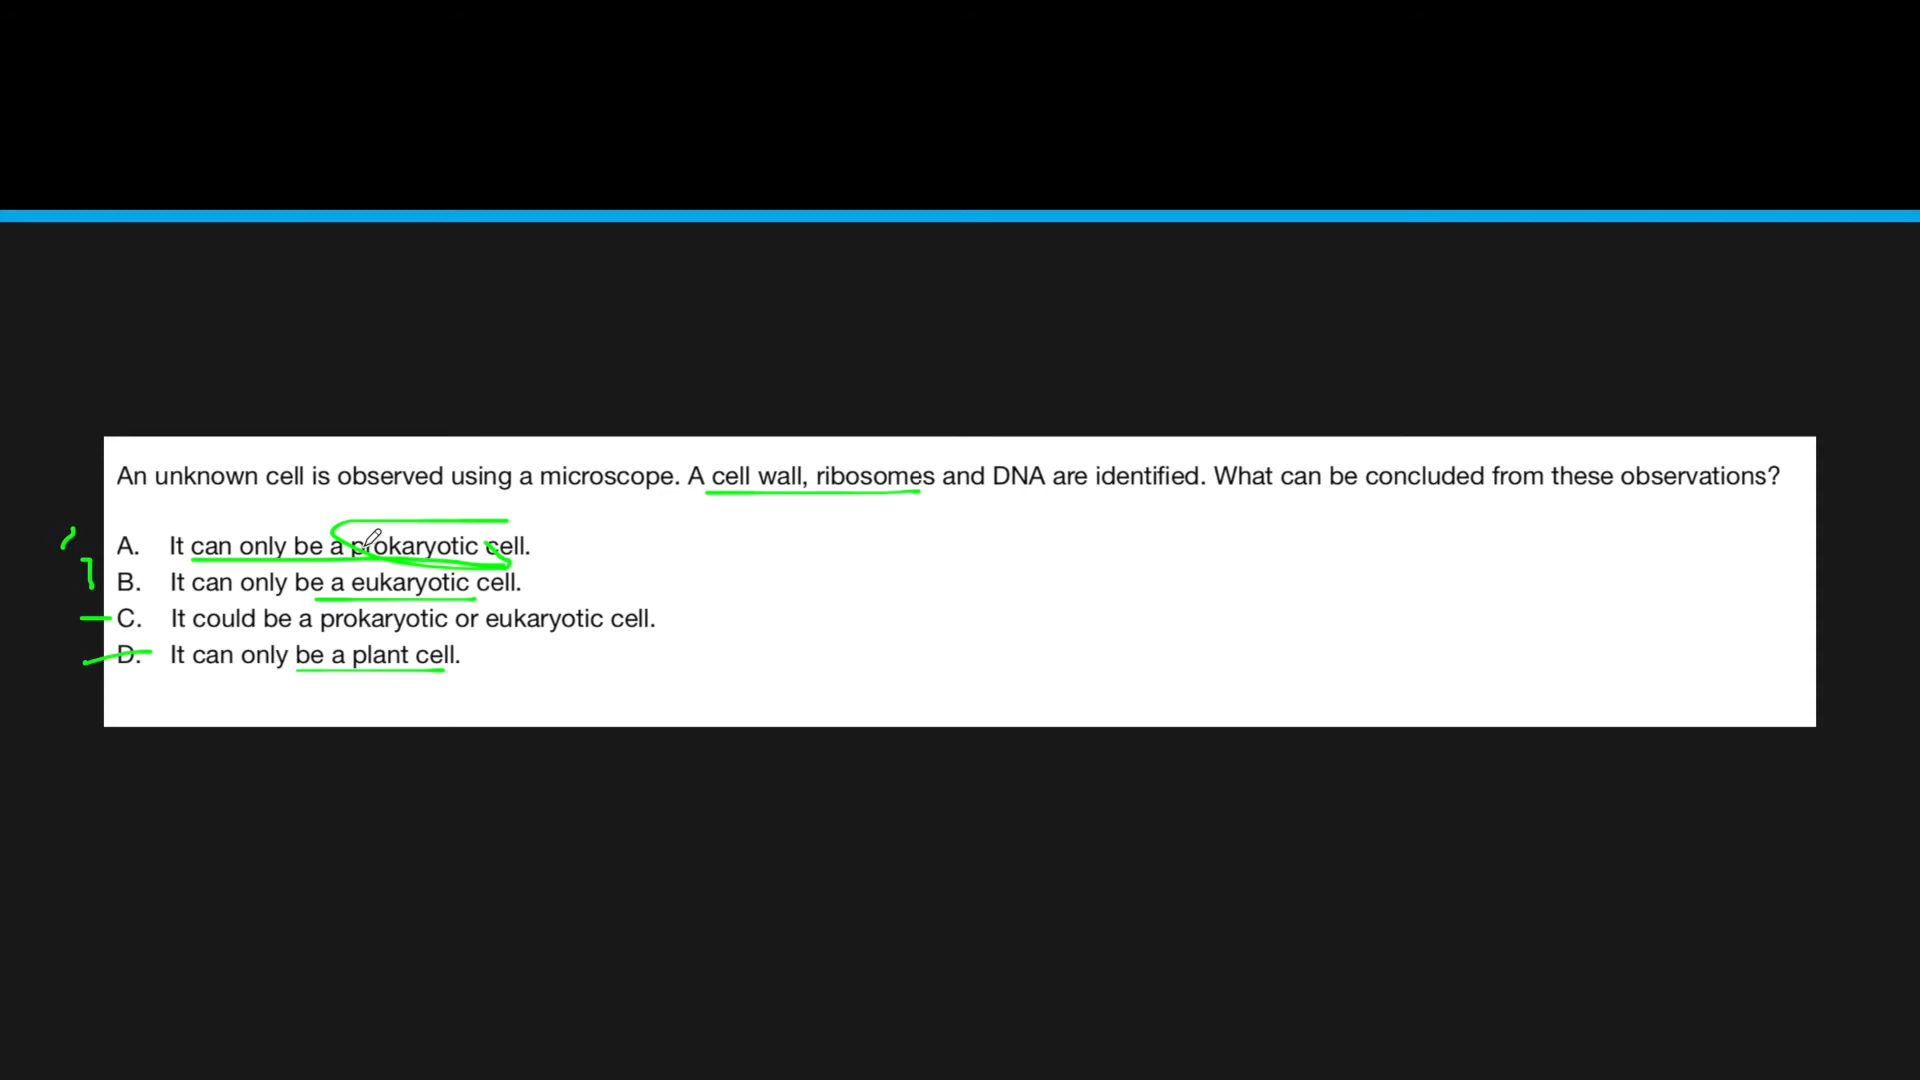 An unknown cell is observed using a microscope. A cell wall, ribosomes and DNA are identified. What can be concluded from these observations?
A. It can only be a prokaryotic cell.
B. It can only be a eukaryotic cell.
C. It could be a prokaryotic or eukaryotic cell.
D. It can only be a plant cell.